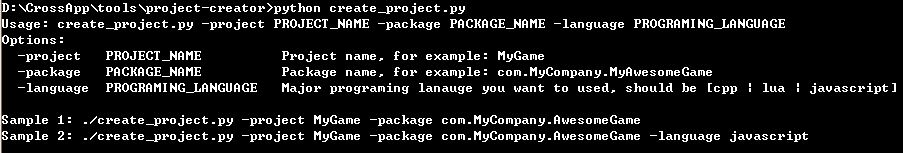 D:\CrossApp\tools\project-creator>python create_project.py
Usage: create_project.py -project PROJECT_NAME -package PACKAGE_NAME -language PROGRAMING_LANGUAGE
Options:
  -project   PROJECT_NAME          Project name, for example: MyGame
  -package   PACKAGE_NAME          Package name, for example: com.MyCompany.MyAwesomeGame
  -language  PROGRAMING_LANGUAGE   Major programing lanauge you want to used, should be [cpp | lua | javascript]
Sample 1: ./create_project.py -project MyGame -package com.MyCompany.AwesomeGame
Sample 2: ./create_project.py -project MyGame -package com.MyCompany.AwesomeGame -language javascript